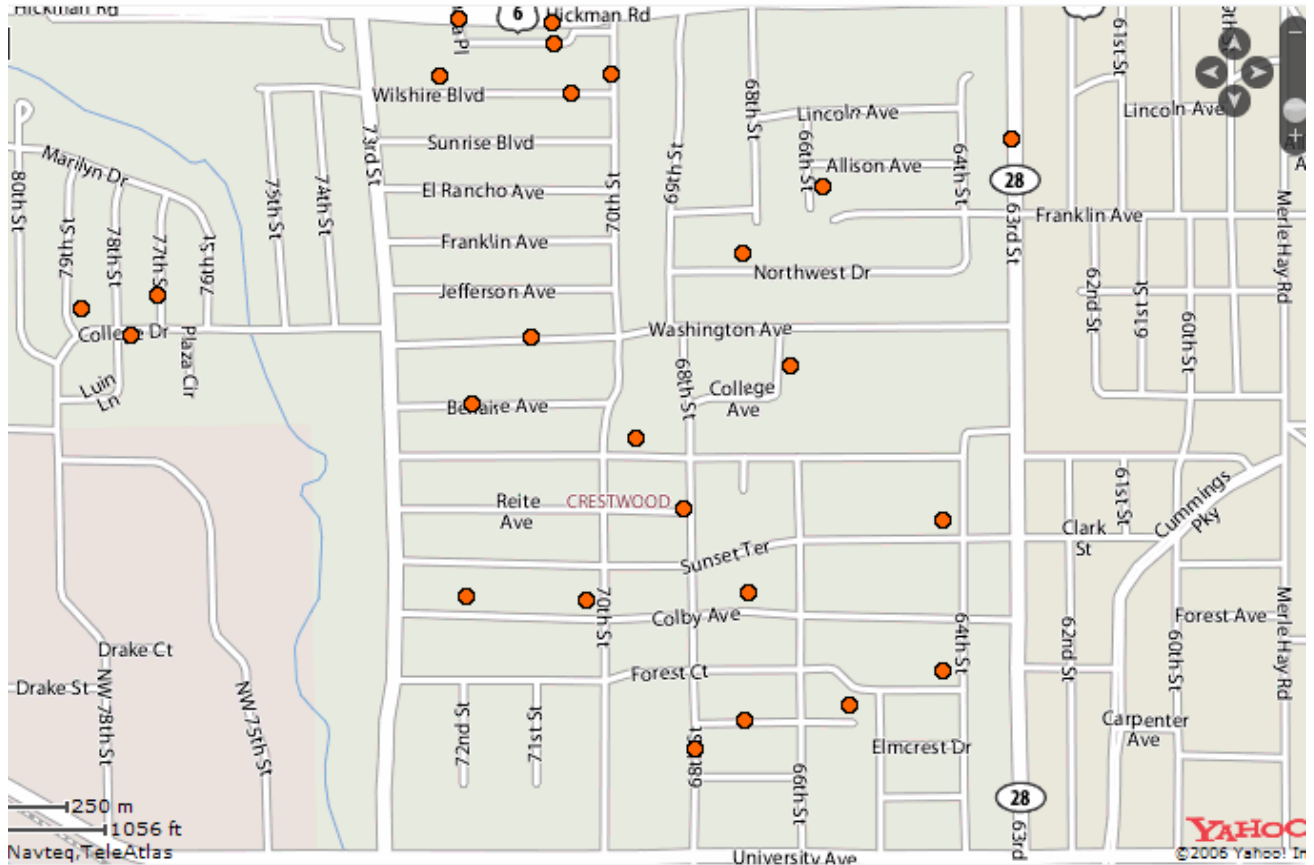 Hickman Rd
6
Hickman Rd
61st St
68th St
Wilshire Blvd
Lincoln Ave
Lincoln Ave
73rd St
Sunrise Blvd
66th St
Allison Ave
64th St
Marilyn Dr
80th St
75th St
74th St
El Rancho Ave
70th St
69th St
28
63rd St
Franklin Ave
Merle Hay Rd
79th St
78th St
77th St
76th St
Franklin Ave
Northwest Dr
62nd St
61st St
60th St
Jefferson Ave
College Dr
Plaza Cir
Washington Ave
Luin
Ln
68th St
College
Ave
Bellaire Ave
Reite
Ave
CRESTWOOD
61st St
Cummings
Pky
Clark
St
Sunset Ter
70th St
Colby Ave
64th St
62nd St
60th St
Forest Ave
Merle Hay Rd
Drake Ct
Forest Ct
Drake St
NW 78th St
NW 75th St
72nd St
71st St
68th St
Elmcrest Dr
Carpenter
Ave
66th St
28
63rd
250 m
1056 ft
Navteq,TeleAtlas
University Ave
YAHOO
©2006 Yahoo! In